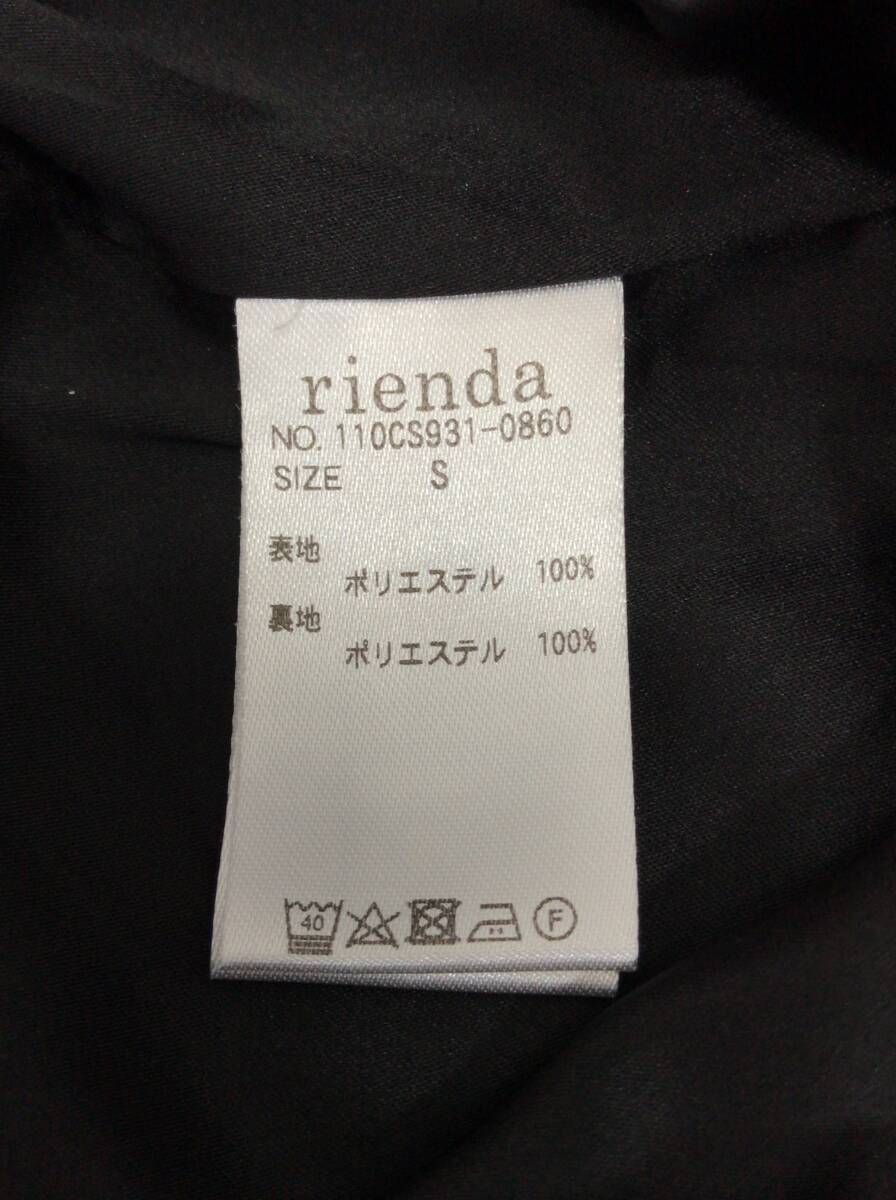 rienda
NO. 110CS931-0860
SIZE S
表地
ポリエステル 100%
裏地
ポリエステル 100%
40 F